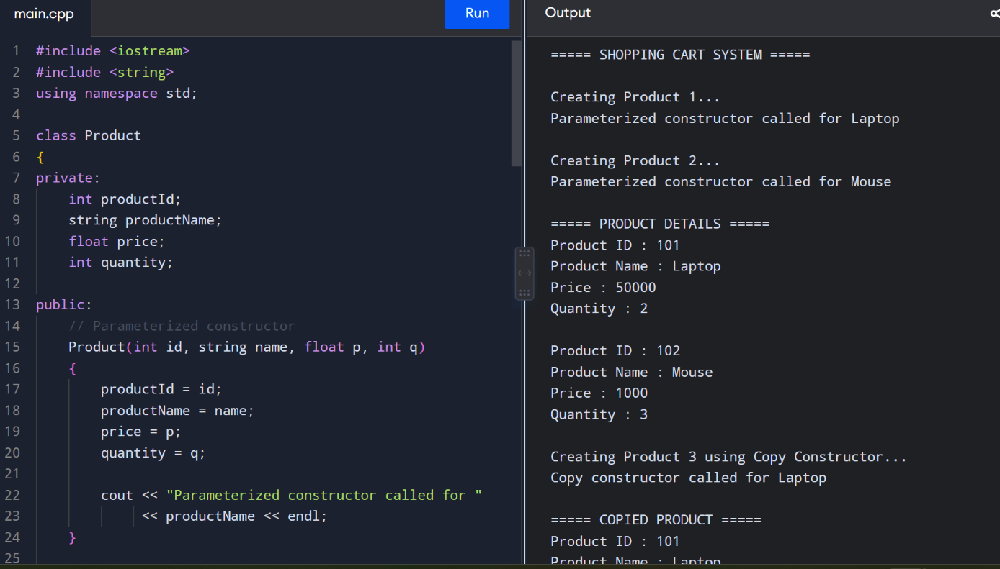 main.cpp
Run
1 #include <iostream>
2 #include <string>
3 using namespace std;
4
5 class Product
6 {
7 private:
8     int productId;
9     string productName;
10     float price;
11     int quantity;
12
13 public:
14     // Parameterized constructor
15     Product(int id, string name, float p, int q)
16     {
17         productId = id;
18         productName = name;
19         price = p;
20         quantity = q;
21
22         cout << "Parameterized constructor called for "
23              << productName << endl;
24     }
25
Output
===== SHOPPING CART SYSTEM =====
Creating Product 1...
Parameterized constructor called for Laptop
Creating Product 2...
Parameterized constructor called for Mouse
===== PRODUCT DETAILS =====
Product ID : 101
Product Name : Laptop
Price : 50000
Quantity : 2
Product ID : 102
Product Name : Mouse
Price : 1000
Quantity : 3
Creating Product 3 using Copy Constructor...
Copy constructor called for Laptop
===== COPIED PRODUCT =====
Product ID : 101
Product Name : Laptop